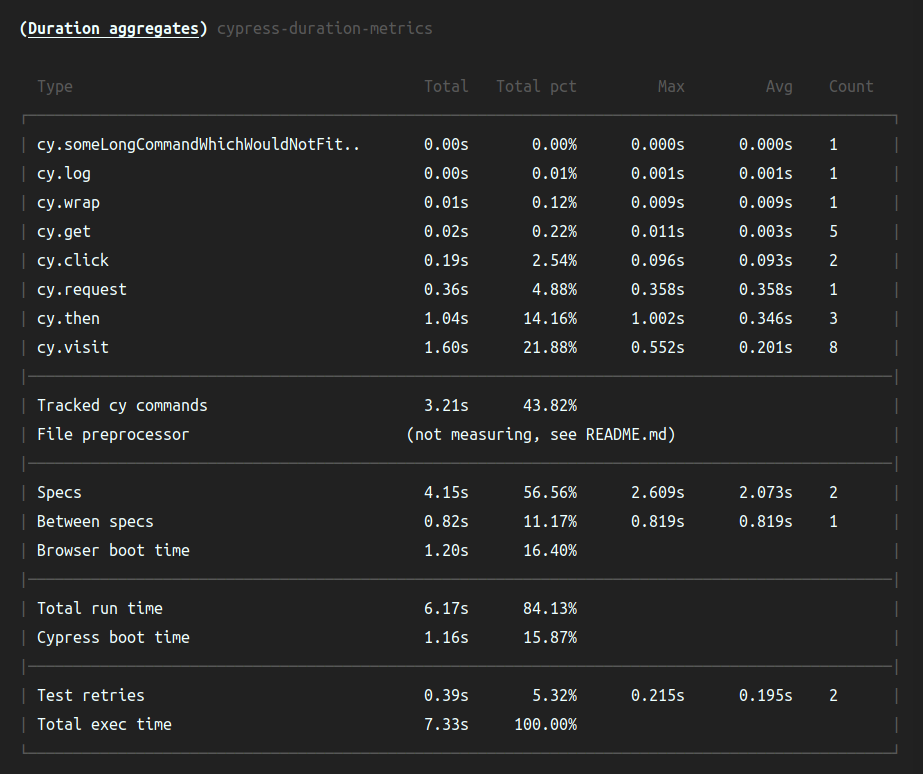 (Duration aggregates) cypress-duration-metrics
Type Total Total pct Max Avg Count
cy.someLongCommandWhichWouldNotFit.. 0.00s 0.00% 0.000s 0.000s 1
cy.log 0.00s 0.01% 0.001s 0.001s 1
cy.wrap 0.01s 0.12% 0.009s 0.009s 1
cy.get 0.02s 0.22% 0.011s 0.003s 5
cy.click 0.19s 2.54% 0.096s 0.093s 2
cy.request 0.36s 4.88% 0.358s 0.358s 1
cy.then 1.04s 14.16% 1.002s 0.346s 3
cy.visit 1.60s 21.88% 0.552s 0.201s 8
Tracked cy commands 3.21s 43.82%
File preprocessor (not measuring, see README.md)
Specs 4.15s 56.56% 2.609s 2.073s 2
Between specs 0.82s 11.17% 0.819s 0.819s 1
Browser boot time 1.20s 16.40%
Total run time 6.17s 84.13%
Cypress boot time 1.16s 15.87%
Test retries 0.39s 5.32% 0.215s 0.195s 2
Total exec time 7.33s 100.00%